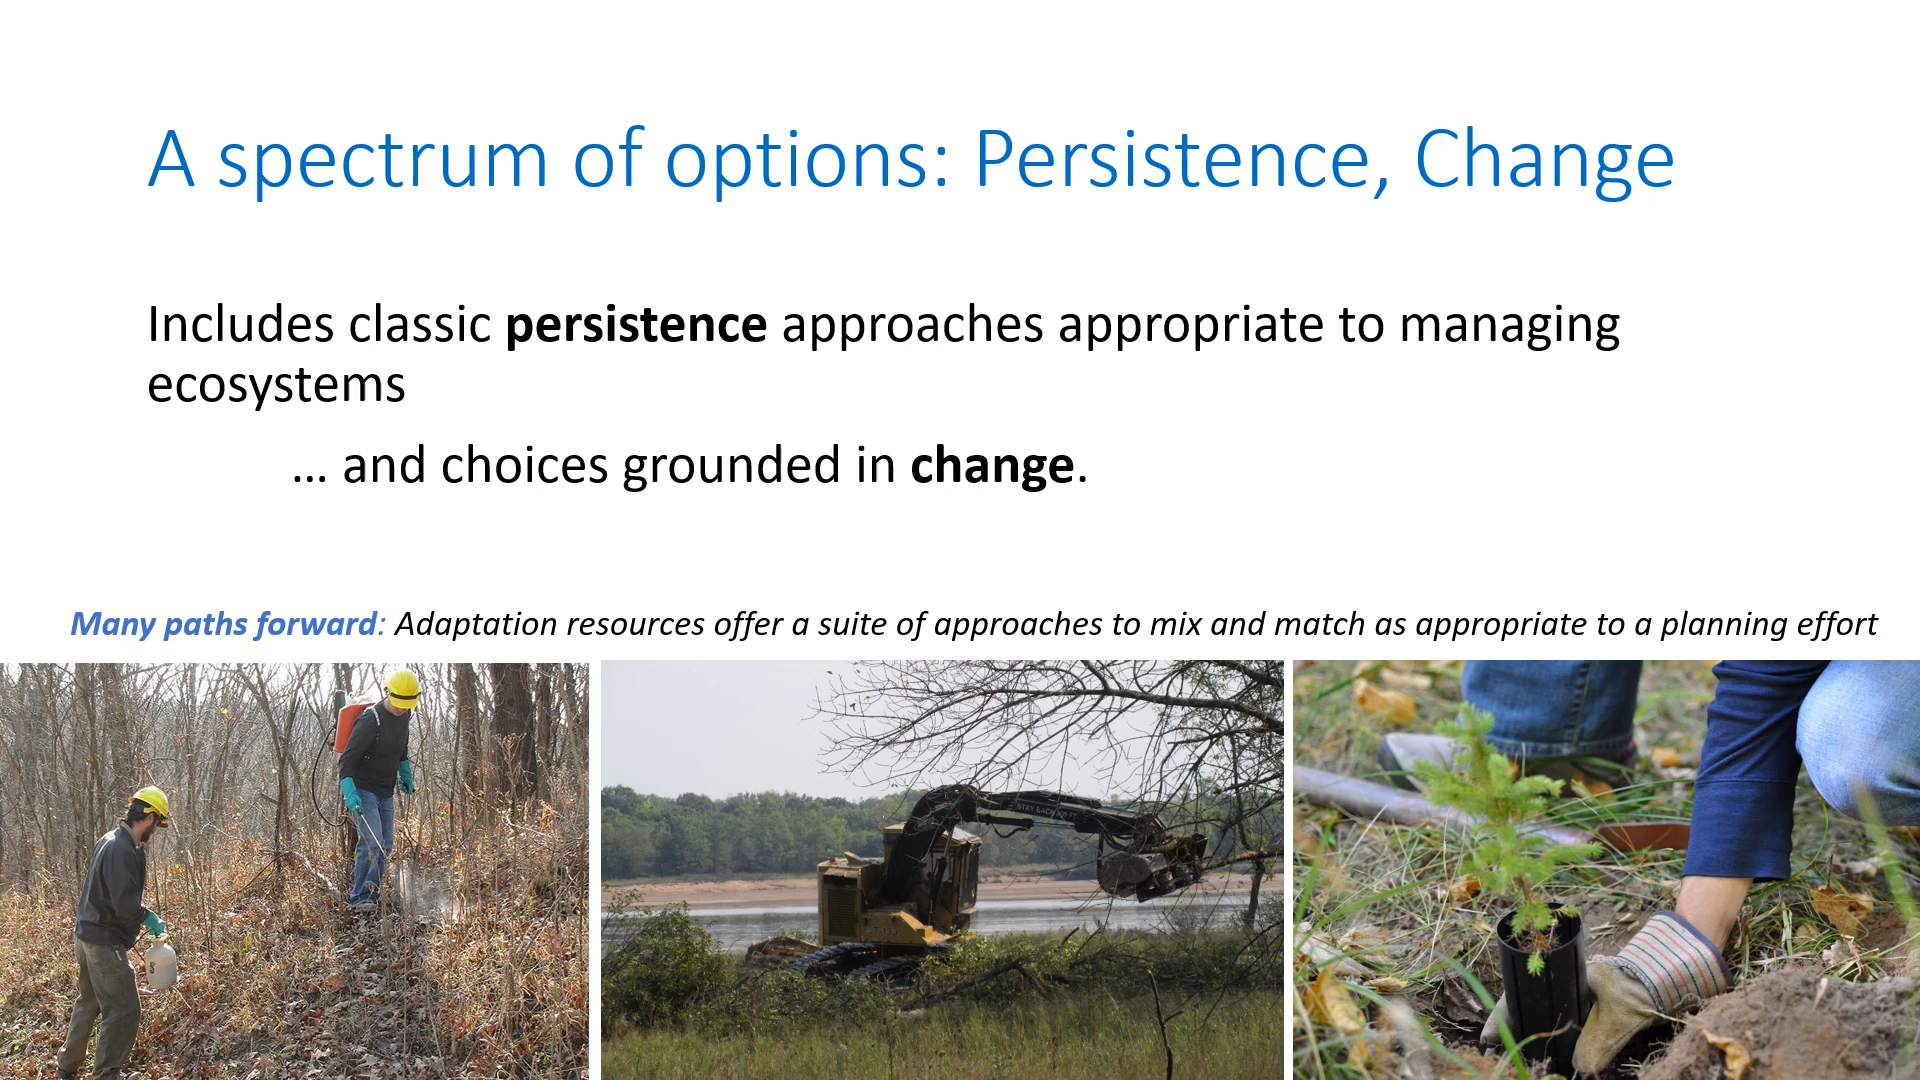 A spectrum of options: Persistence, Change
Includes classic persistence approaches appropriate to managing
ecosystems
... and choices grounded in change.
Many paths forward: Adaptation resources offer a suite of approaches to mix and match as appropriate to a planning effort